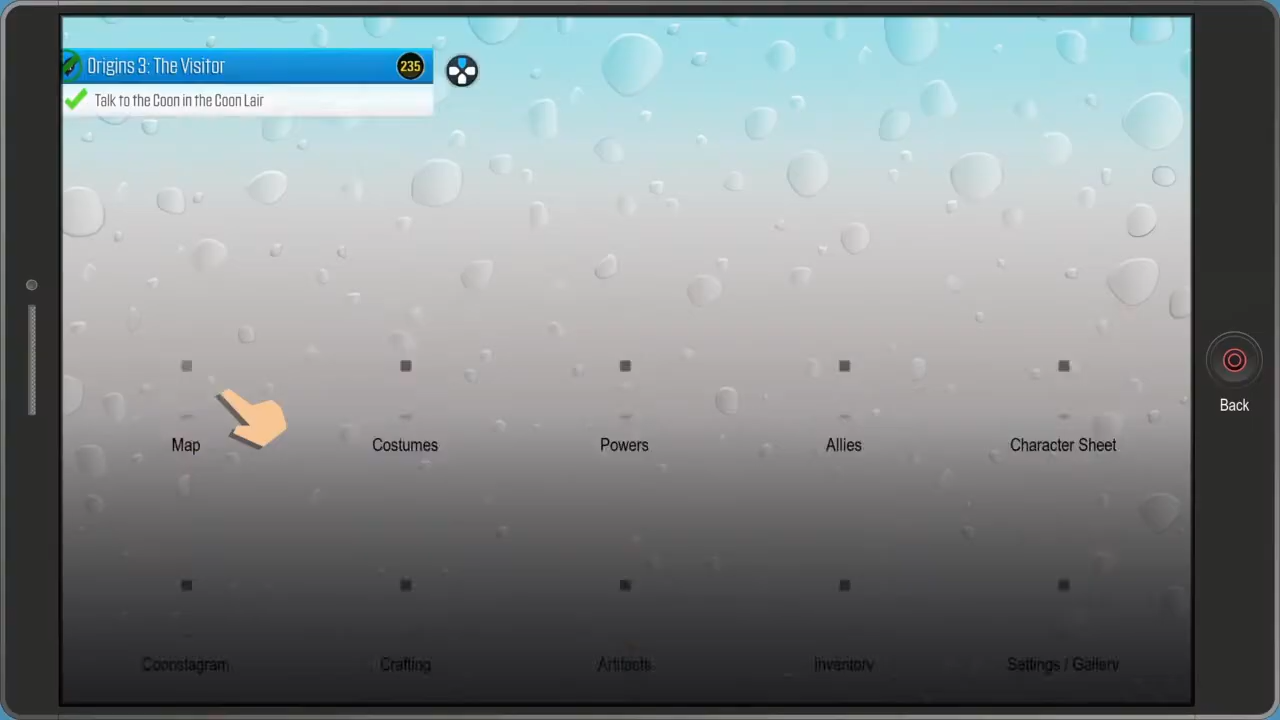 Origins 3: The Visitor 235
Talk to the Coon in the Coon Lair
Back
Map Costumes Powers Allies Character Sheet
Coonstagram Crafting Artifacts Inventory Settings / Gallery